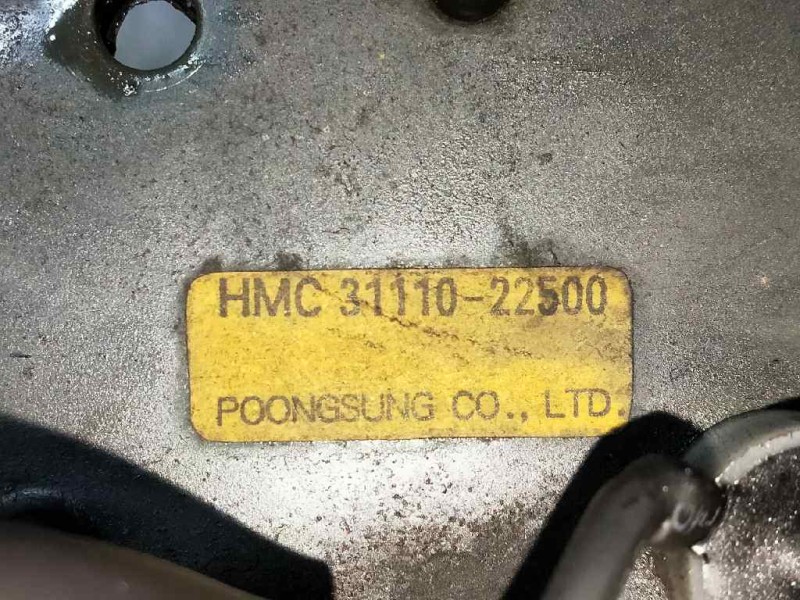 HMC 31110-22500
POONGSUNG CO., LTD.